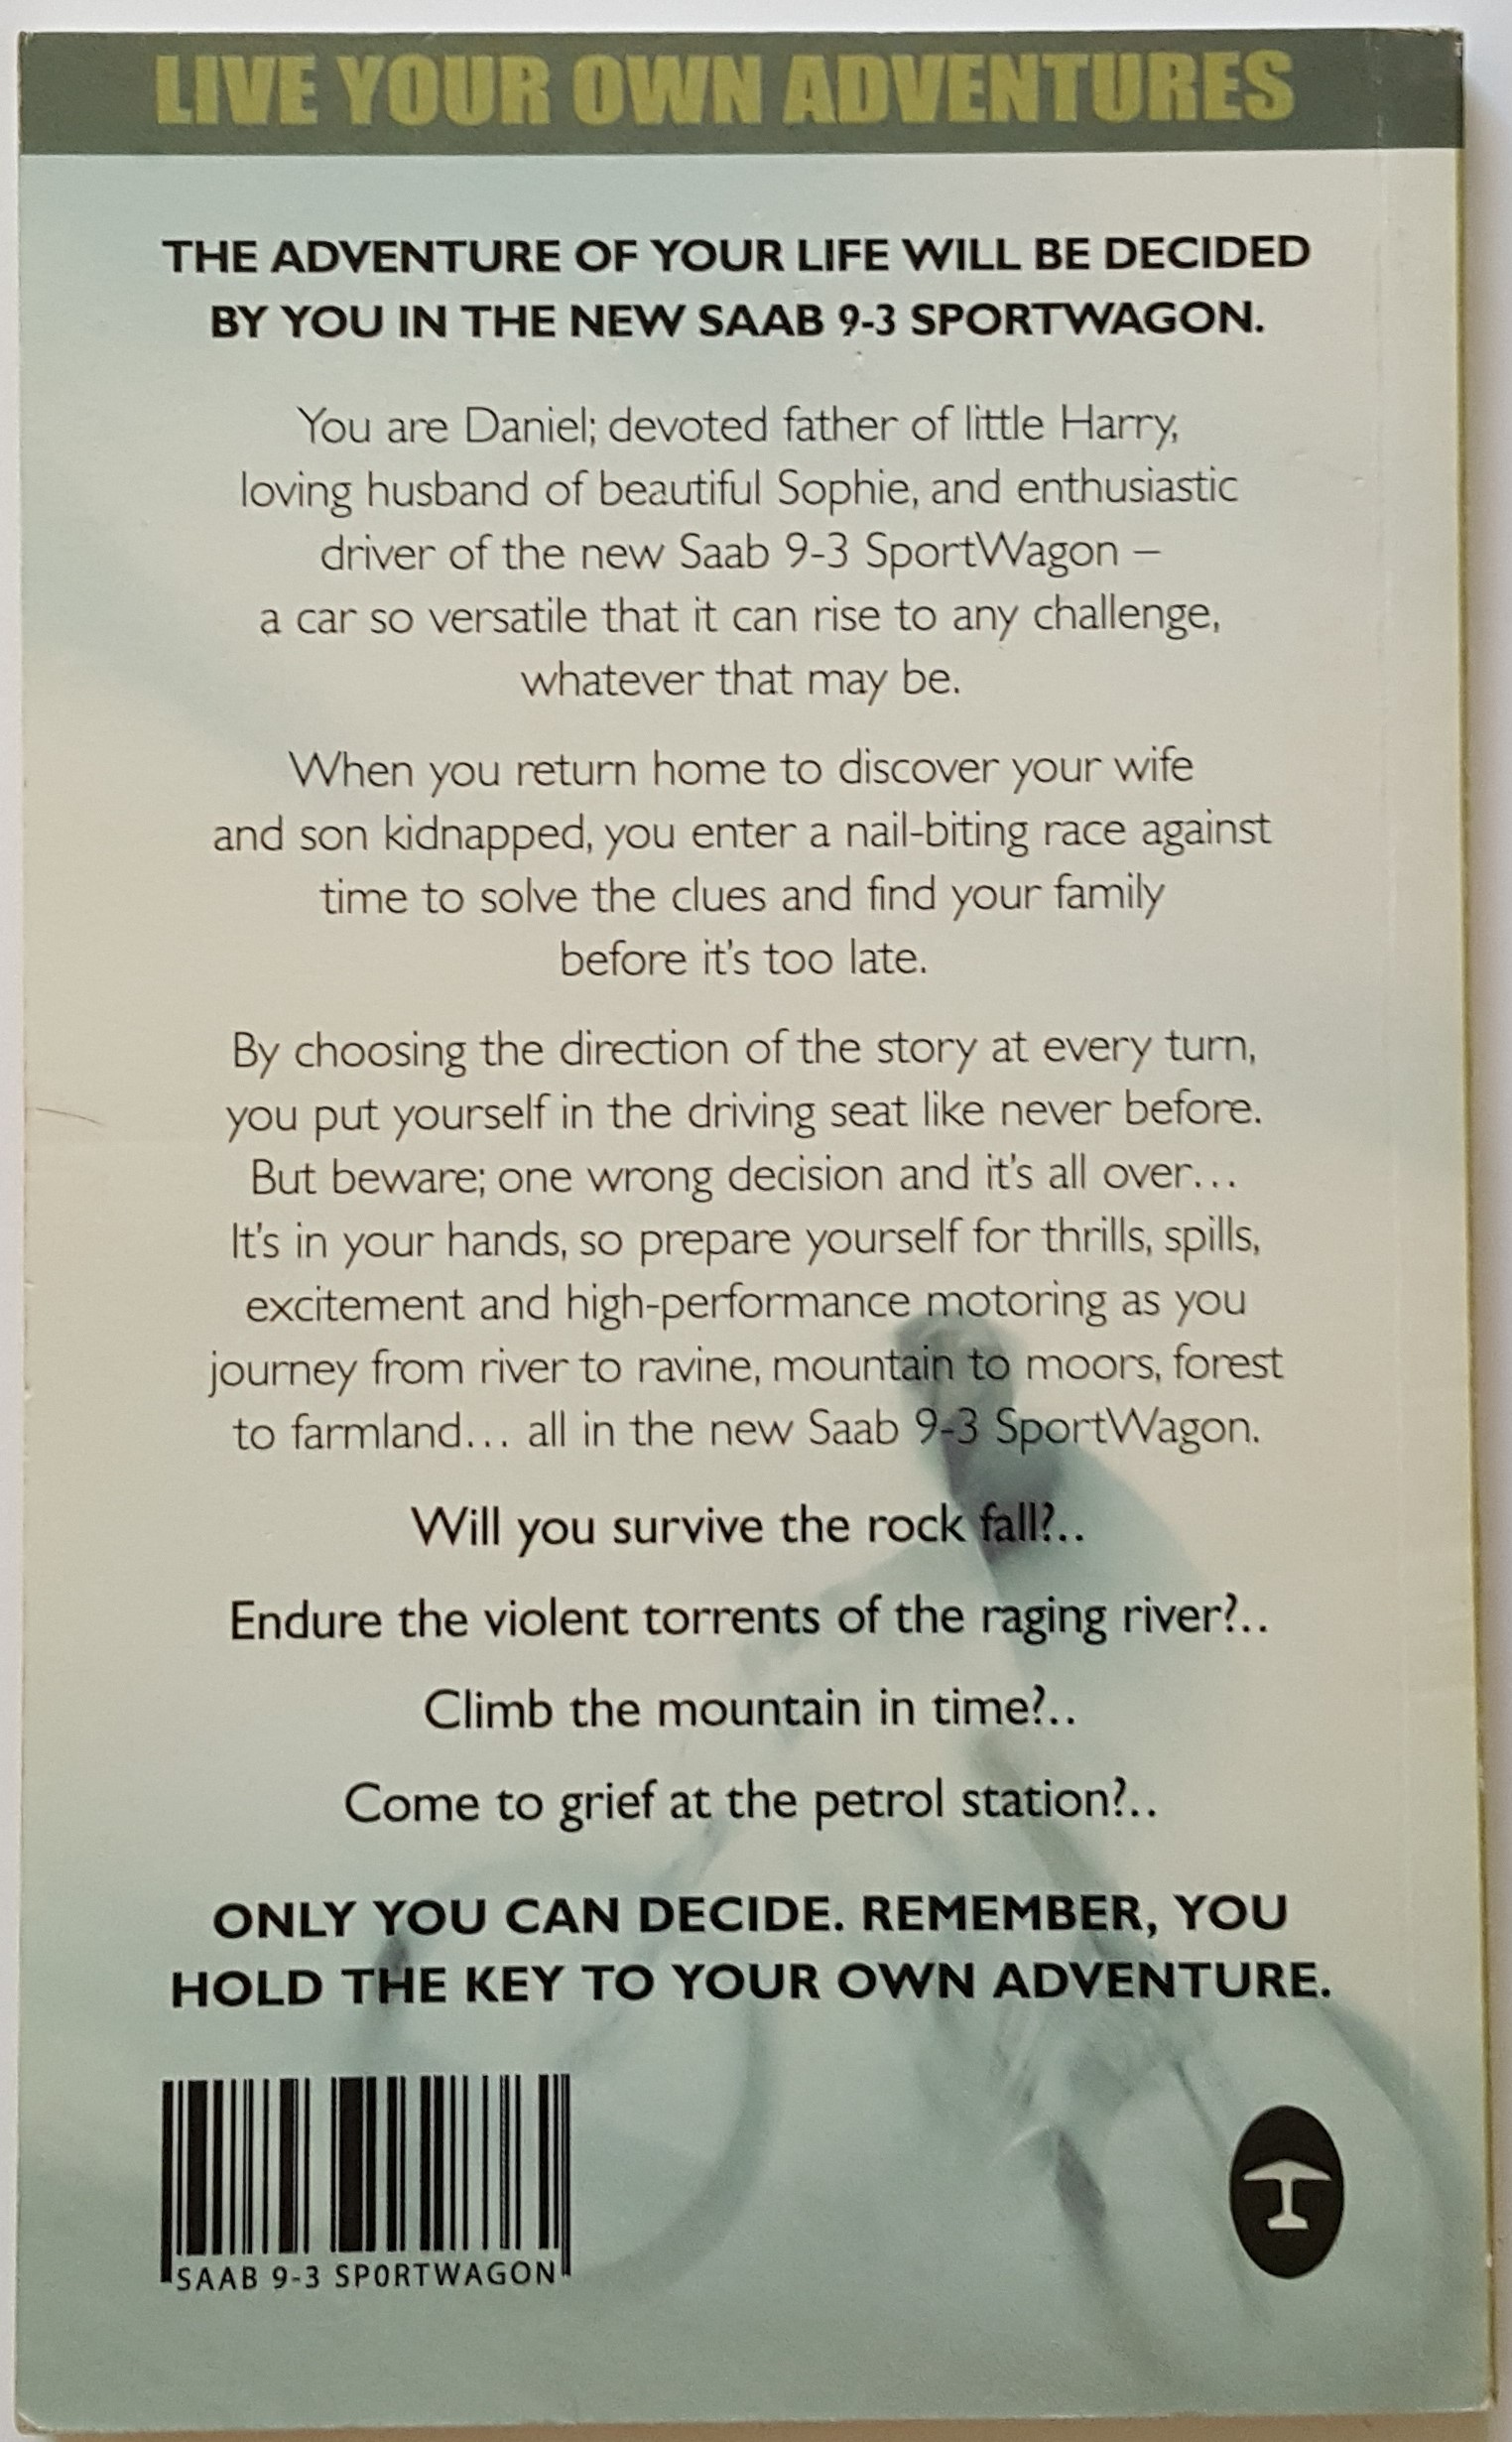 LIVE YOUR OWN ADVENTURES
THE ADVENTURE OF YOUR LIFE WILL BE DECIDED
BY YOU IN THE NEW SAAB 9-3 SPORTWAGON.
You are Daniel; devoted father of little Harry,
loving husband of beautiful Sophie, and enthusiastic
driver of the new Saab 9-3 SportWagon –
a car so versatile that it can rise to any challenge,
whatever that may be.
When you return home to discover your wife
and son kidnapped, you enter a nail-biting race against
time to solve the clues and find your family
before it's too late.
By choosing the direction of the story at every turn,
you put yourself in the driving seat like never before.
But beware; one wrong decision and it's all over...
It's in your hands, so prepare yourself for thrills, spills,
excitement and high-performance motoring as you
journey from river to ravine, mountain to moors, forest
to farmland... all in the new Saab 9-3 SportWagon.
Will you survive the rock fall?..
Endure the violent torrents of the raging river?..
Climb the mountain in time?..
Come to grief at the petrol station?..
ONLY YOU CAN DECIDE. REMEMBER, YOU
HOLD THE KEY TO YOUR OWN ADVENTURE.
SAAB 9-3 SPORTWAGON